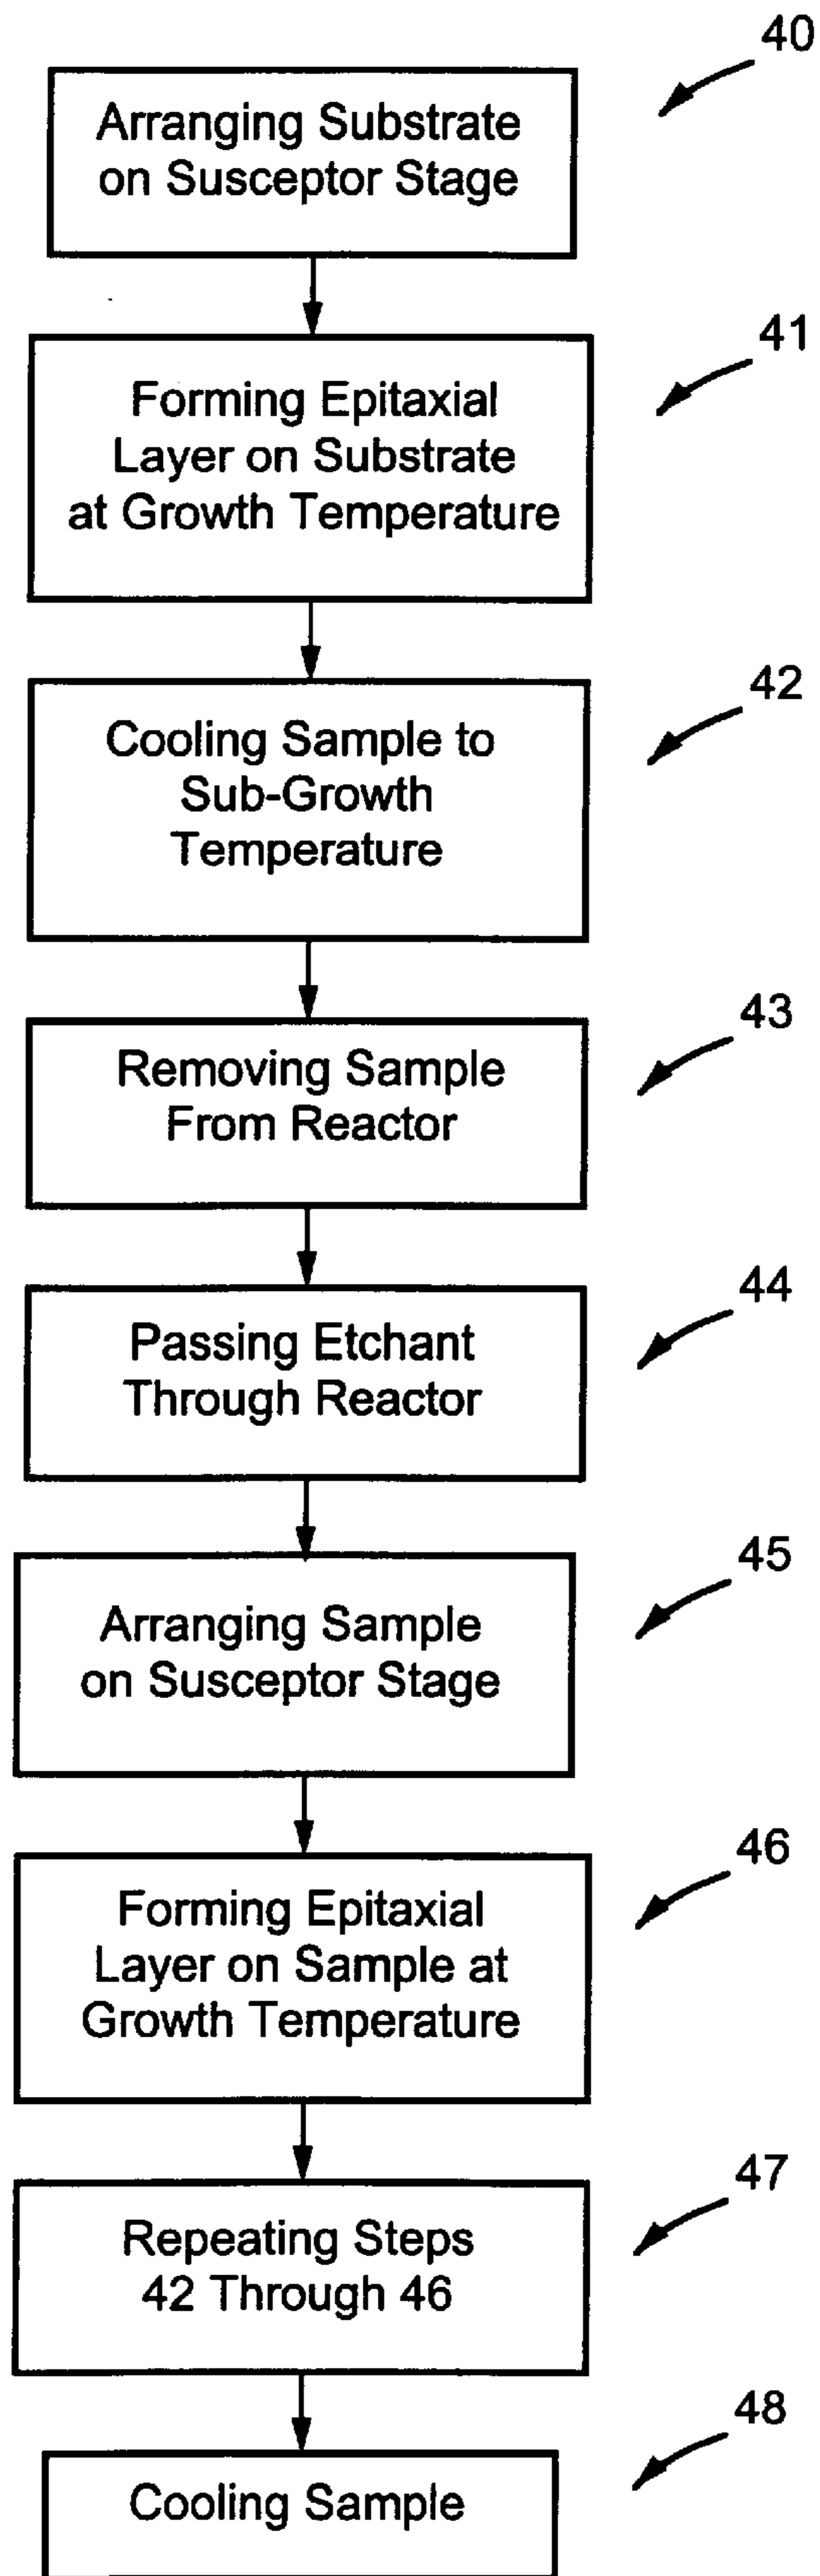 40
Arranging Substrate
on Susceptor Stage
41
Forming Epitaxial
Layer on Substrate
at Growth Temperature
42
Cooling Sample to
Sub-Growth
Temperature
43
Removing Sample
From Reactor
44
Passing Etchant
Through Reactor
45
Arranging Sample
on Susceptor Stage
46
Forming Epitaxial
Layer on Sample at
Growth Temperature
47
Repeating Steps
42 Through 46
48
Cooling Sample